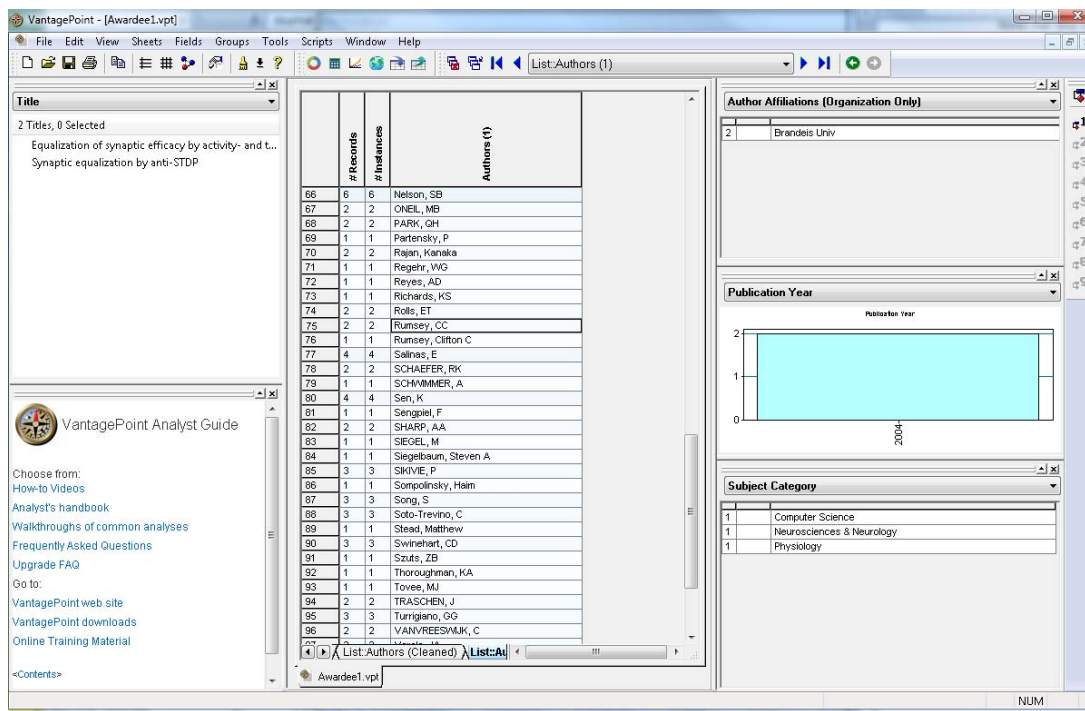 VantagePoint - [Awardee1.vpt]
File Edit View Sheets Fields Groups Tools Scripts Window Help
List::Authors (1)
Title
2 Titles, 0 Selected
Equalization of synaptic efficacy by activity- and t...
Synaptic equalization by anti-STDP
VantagePoint Analyst Guide
Choose from:
How-to Videos
Analyst's handbook
Walkthroughs of common analyses
Frequently Asked Questions
Upgrade FAQ
Go to:
VantagePoint web site
VantagePoint downloads
Online Training Material
<Contents>
# Records # Instances Authors (1)
66 6 6 Nelson, SB
67 2 2 ONEIL, MB
68 2 2 PARK, QH
69 1 1 Partensky, P
70 2 2 Rajan, Kanaka
71 1 1 Regehr, WG
72 1 1 Reyes, AD
73 1 1 Richards, KS
74 2 2 Rolls, ET
75 2 2 Rumsey, CC
76 1 1 Rumsey, Clifton C
77 4 4 Salinas, E
78 2 2 SCHAEFER, RK
79 1 1 SCHWIMMER, A
80 4 4 Sen, K
81 1 1 Sengpiel, F
82 2 2 SHARP, AA
83 1 1 SIEGEL, M
84 1 1 Siegelbaum, Steven A
85 3 3 SIKIVIE, P
86 1 1 Sompolinsky, Haim
87 3 3 Song, S
88 3 3 Soto-Trevino, C
89 1 1 Stead, Matthew
90 3 3 Swinehart, CD
91 1 1 Szuts, ZB
92 1 1 Thoroughman, KA
93 1 1 Tovee, MJ
94 2 2 TRASCHEN, J
95 3 3 Turrigiano, GG
96 2 2 VANVREESWIJK, C
List:Authors (Cleaned) List::Au
Awardee1.vpt
Author Affiliations (Organization Only)
2 Brandeis Univ
Publication Year
Publication Year
2
1
0
2004
Subject Category
1 Computer Science
1 Neurosciences & Neurology
1 Physiology
NUM